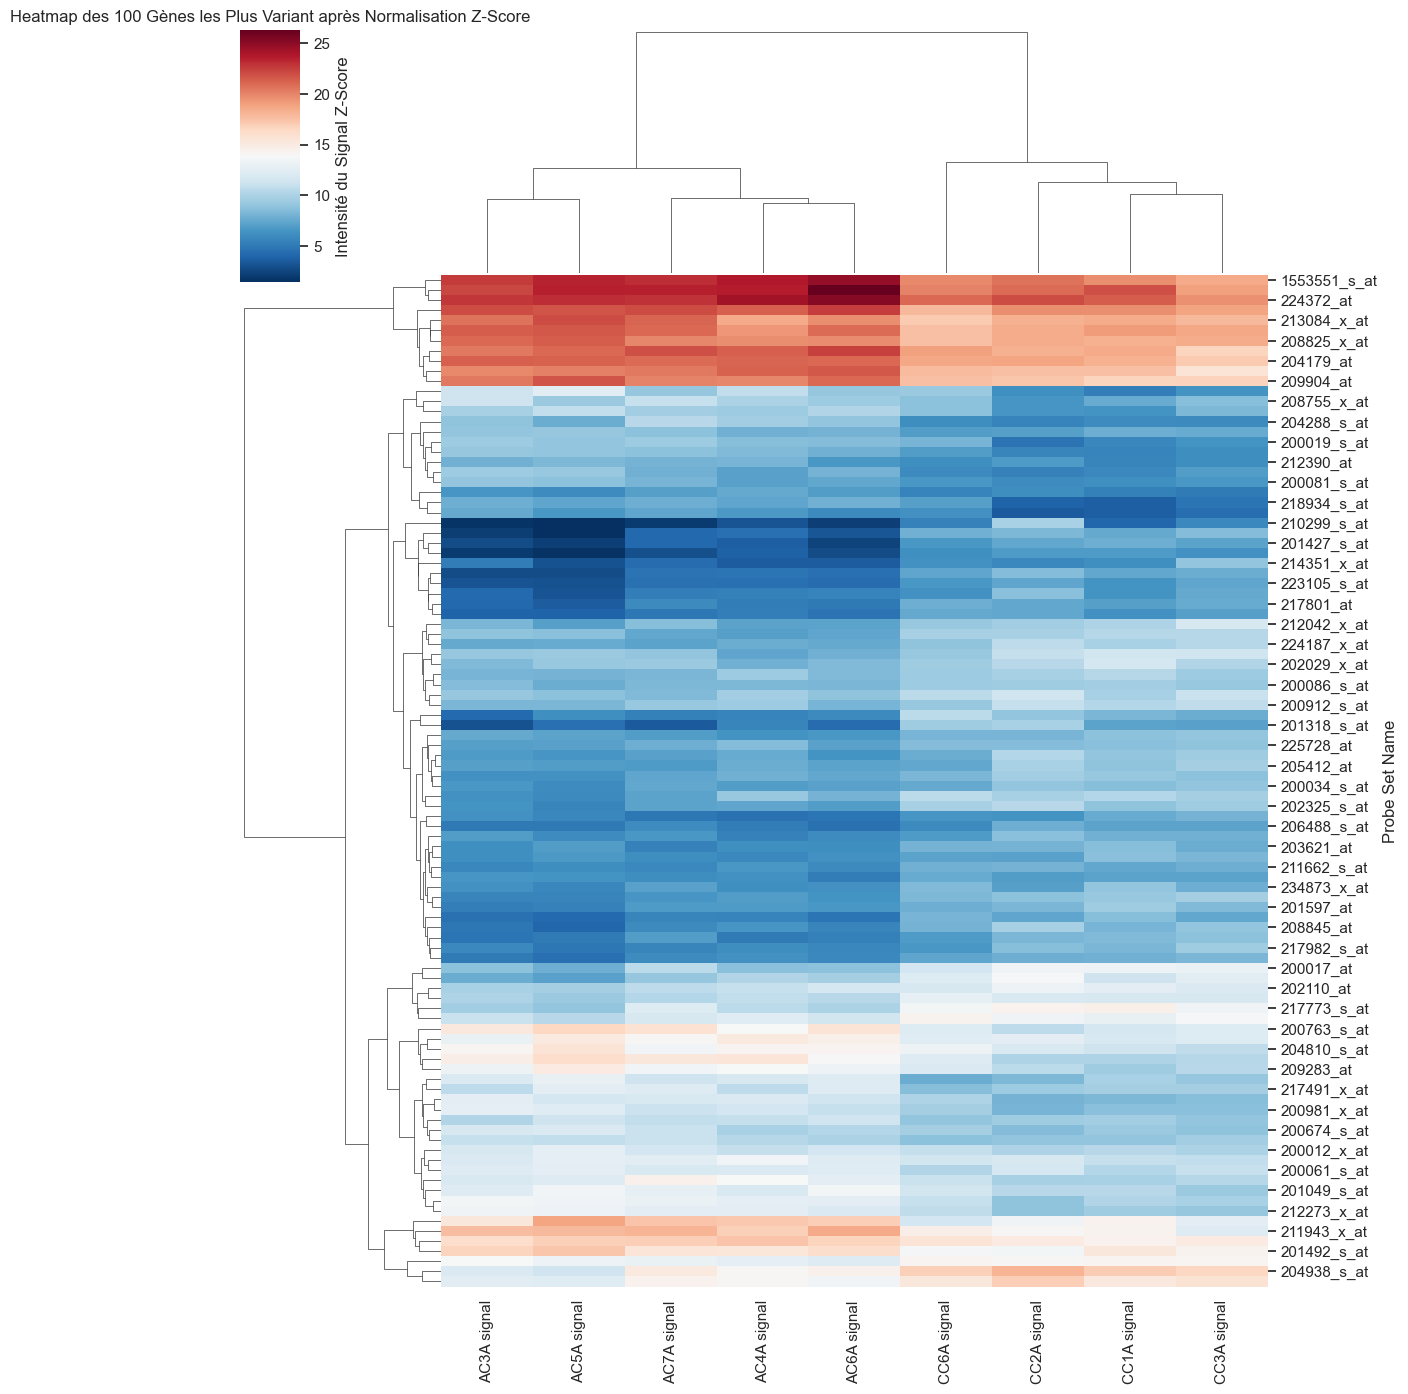 Heatmap des 100 Gènes les Plus Variant après Normalisation Z-Score
25
20
15
10
5
Intensité du Signal Z-Score
1553551_s_at
224372_at
213084_x_at
208825_x_at
204179_at
209904_at
208755_x_at
204288_s_at
200019_s_at
212390_at
200081_s_at
218934_s_at
210299_s_at
201427_s_at
214351_x_at
223105_s_at
217801_at
212042_x_at
224187_x_at
202029_x_at
200086_s_at
200912_s_at
201318_s_at
225728_at
205412_at
200034_s_at
202325_s_at
206488_s_at
203621_at
211662_s_at
234873_x_at
201597_at
208845_at
217982_s_at
200017_at
202110_at
217773_s_at
200763_s_at
204810_s_at
209283_at
217491_x_at
200981_x_at
200674_s_at
200012_x_at
200061_s_at
201049_s_at
212273_x_at
211943_x_at
201492_s_at
204938_s_at
Probe Set Name
AC3A signal
AC5A signal
AC7A signal
AC4A signal
AC6A signal
CC6A signal
CC2A signal
CC1A signal
CC3A signal